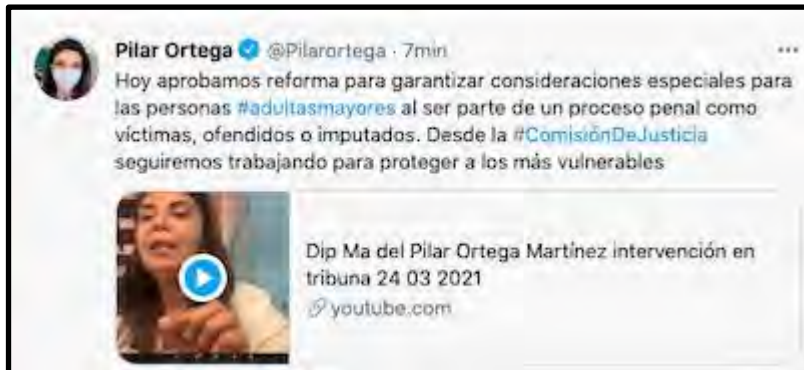 Pilar Ortega @Pilarortega · 7min
Hoy aprobamos reforma para garantizar consideraciones especiales para
las personas #adultasmayores al ser parte de un proceso penal como
víctimas, ofendidos o imputados. Desde la #ComisiónDeJusticia
seguiremos trabajando para proteger a los más vulnerables
Dip Ma del Pilar Ortega Martínez intervención en
tribuna 24 03 2021
youtube.com